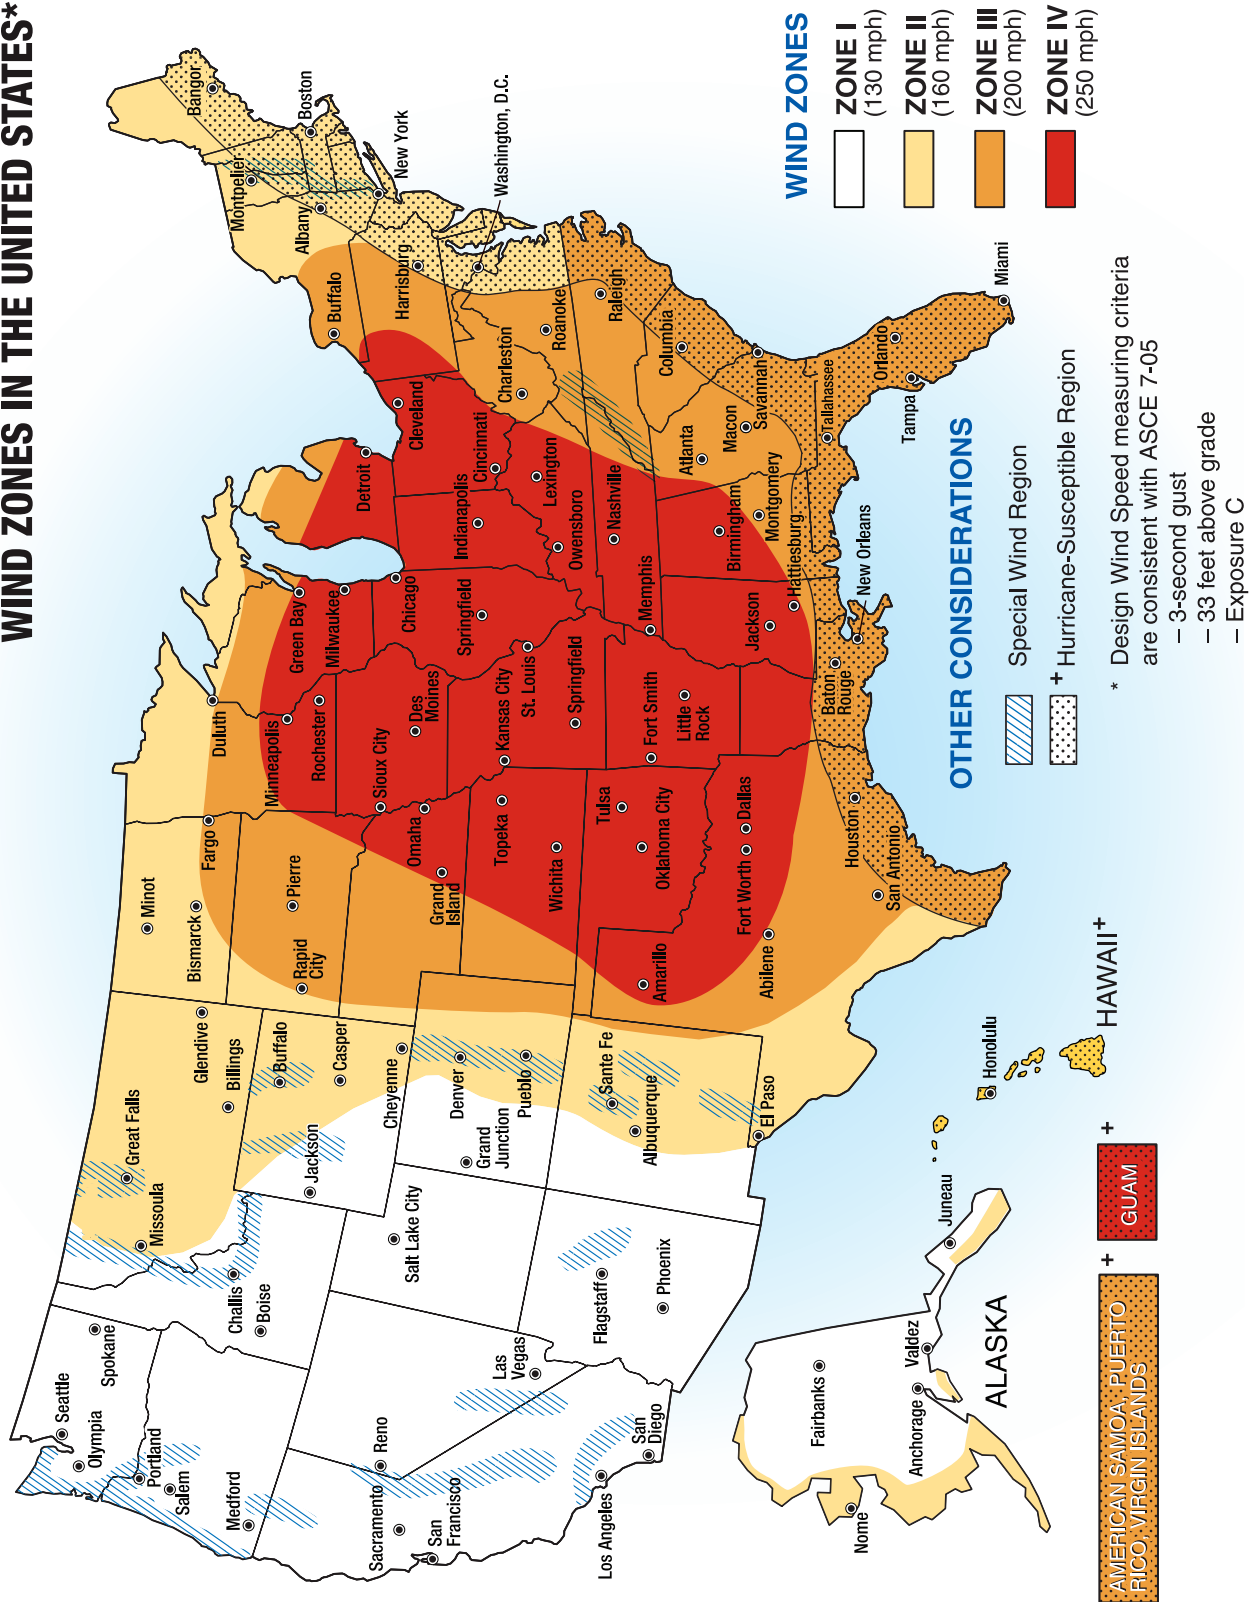 WIND ZONES IN THE UNITED STATES*
Seattle
Olympia
Spokane
Portland
Salem
Medford
Missoula
Great Falls
Challis
Boise
Billings
Glendive
Minot
Bismarck
Fargo
Duluth
Jackson
Buffalo
Casper
Cheyenne
Rapid
City
Pierre
Minneapolis
Rochester
Green Bay
Milwaukee
Reno
Sacramento
San
Francisco
Las
Vegas
Los Angeles
San
Diego
Salt Lake City
Grand
Junction
Denver
Pueblo
Flagstaff
Phoenix
Sante Fe
Albuquerque
El Paso
Grand
Island
Omaha
Sioux City
Des
Moines
Topeka
Wichita
Kansas City
St. Louis
Springfield
Chicago
Springfield
Indianapolis
Detroit
Cleveland
Cincinnati
Lexington
Owensboro
Nashville
Memphis
Tulsa
Oklahoma City
Fort Smith
Little
Rock
Amarillo
Fort Worth
Dallas
Abilene
San Antonio
Houston
Baton
Rouge
New Orleans
Jackson
Hattiesburg
Birmingham
Montgomery
Atlanta
Macon
Savannah
Columbia
Tallahassee
Orlando
Tampa
Miami
Raleigh
Roanoke
Charleston
Washington, D.C.
Harrisburg
Buffalo
Albany
Montpelier
Bangor
Boston
New York
Fairbanks
Anchorage
Valdez
Nome
Juneau
ALASKA
Honolulu
HAWAII+
+
AMERICAN SAMOA, PUERTO
RICO, VIRGIN ISLANDS
+
GUAM
WIND ZONES
ZONE I
(130 mph)
ZONE II
(160 mph)
ZONE III
(200 mph)
ZONE IV
(250 mph)
OTHER CONSIDERATIONS
Special Wind Region
+ Hurricane-Susceptible Region
* Design Wind Speed measuring criteria
are consistent with ASCE 7-05
– 3-second gust
– 33 feet above grade
– Exposure C